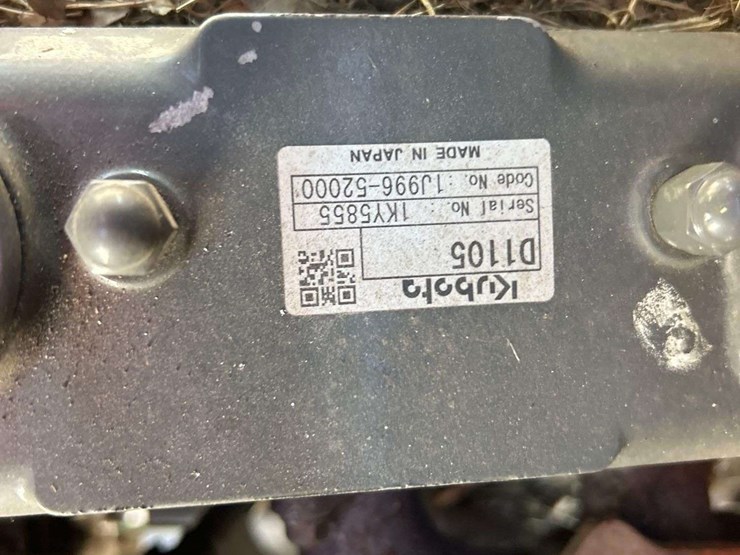 Kubota
D1105
Serial No. : 1KY5855
Code No. : 1J996-52000
MADE IN JAPAN